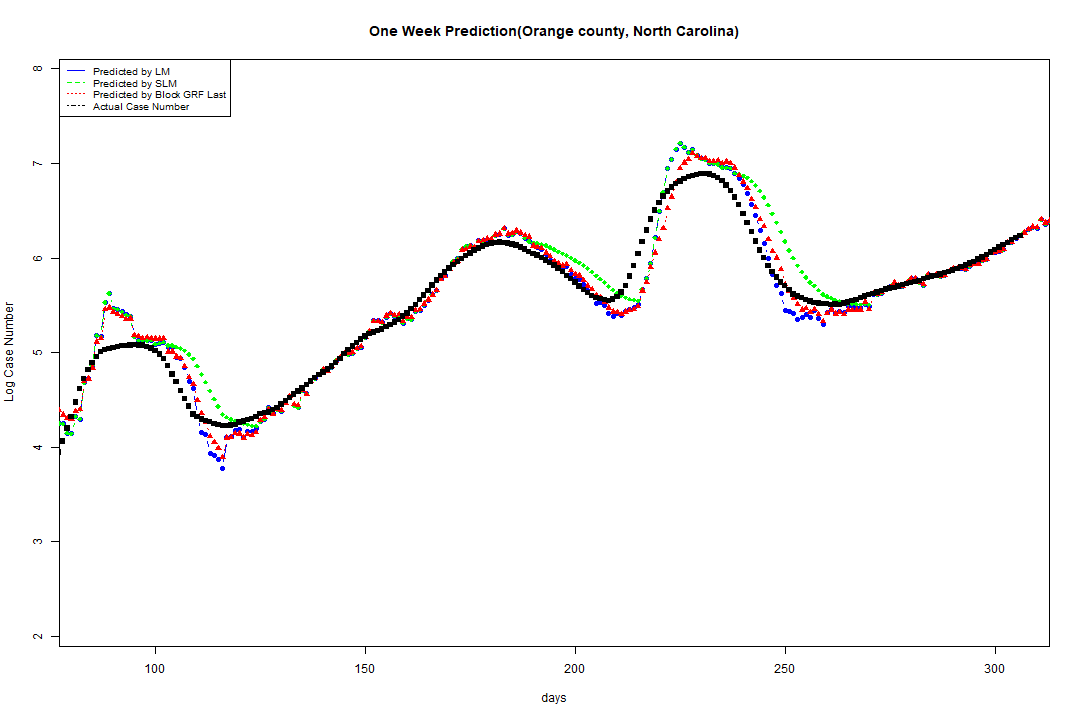 One Week Prediction(Orange county, North Carolina)
Predicted by LM
Predicted by SLM
Predicted by Block GRF Last
Actual Case Number
8
7
6
5
4
3
2
Log Case Number
100 150 200 250 300
days